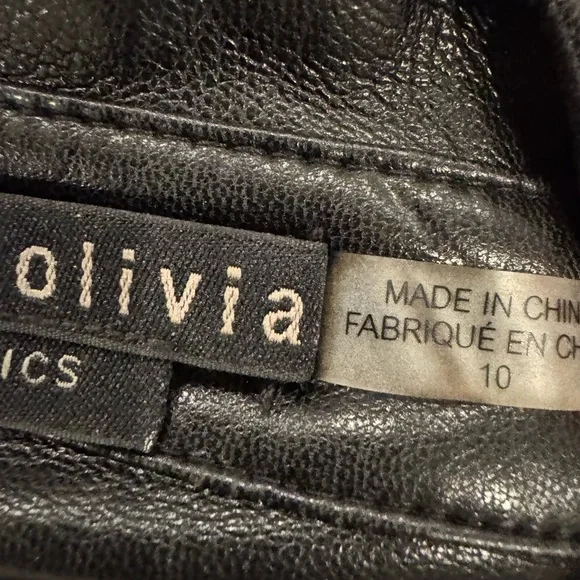 olivia
ICS
MADE IN CHIN
FABRIQUÉ EN CH
10